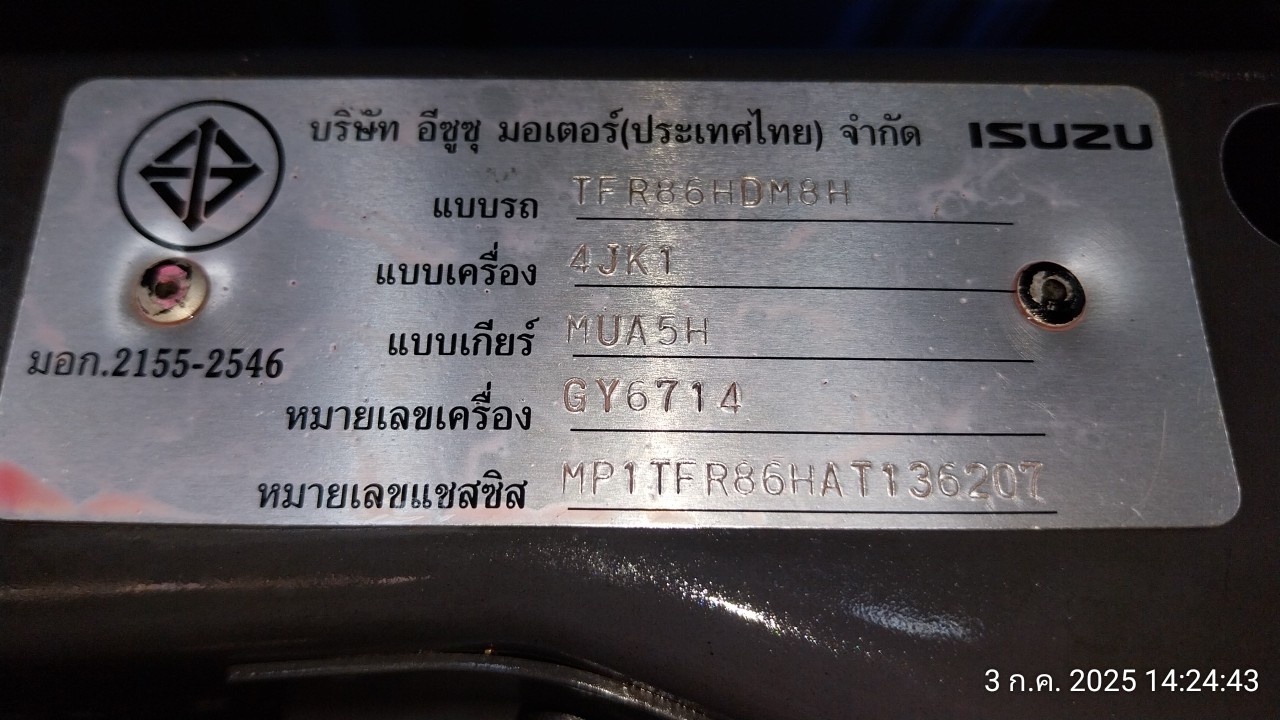 บริษัท อีซูซุ มอเตอร์(ประเทศไทย) จำกัด ISUZU
แบบรถ TFR86HDM8H
แบบเครื่อง 4JK1
แบบเกียร์ MUA5H
มอก.2155-2546
หมายเลขเครื่อง GY6714
หมายเลขแชสซิส MP1TFR86HAT136207
3 ก.ค. 2025 14:24:43